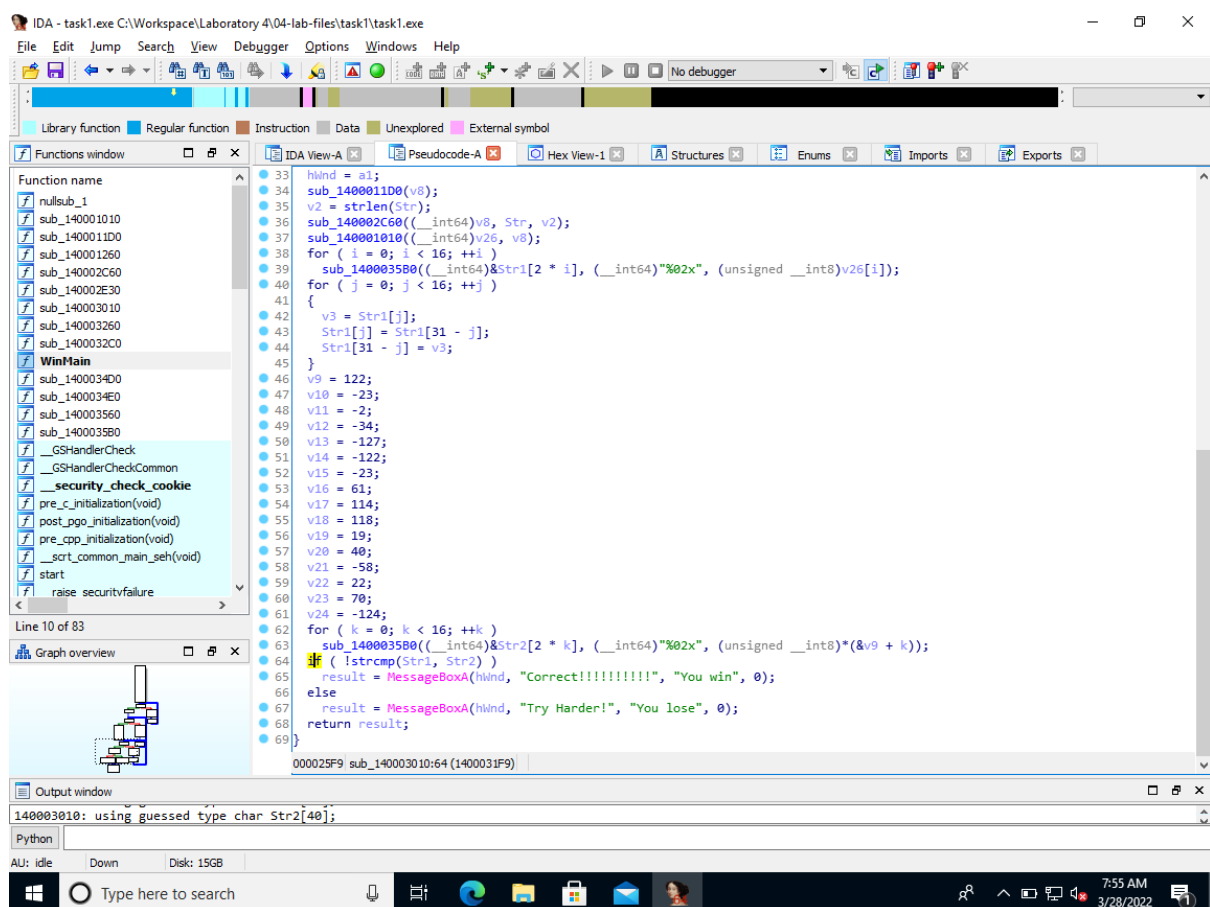 IDA - task1.exe C:\Workspace\Laboratory 4\04-lab-files\task1\task1.exe
File Edit Jump Search View Debugger Options Windows Help
No debugger
Library function Regular function Instruction Data Unexplored External symbol
Functions window
IDA View-A Pseudocode-A Hex View-1 Structures Enums Imports Exports
Function name
nullsub_1
sub_140001010
sub_1400011D0
sub_140001260
sub_140002C60
sub_140002E30
sub_140003010
sub_140003260
sub_1400032C0
WinMain
sub_1400034D0
sub_1400034E0
sub_140003560
sub_1400035B0
__GSHandlerCheck
__GSHandlerCheckCommon
__security_check_cookie
pre_c_initialization(void)
post_pgo_initialization(void)
pre_cpp_initialization(void)
__scrt_common_main_seh(void)
start
raise securityfailure
Line 10 of 83
Graph overview
33 hWnd = a1;
34 sub_1400011D0(v8);
35 v2 = strlen(Str);
36 sub_140002C60((__int64)v8, Str, v2);
37 sub_140001010((__int64)v26, v8);
38 for ( i = 0; i < 16; ++i )
39 sub_1400035B0((__int64)&Str1[2 * i], (__int64)"%02x", (unsigned __int8)v26[i]);
40 for ( j = 0; j < 16; ++j )
41 {
42 v3 = Str1[j];
43 Str1[j] = Str1[31 - j];
44 Str1[31 - j] = v3;
45 }
46 v9 = 122;
47 v10 = -23;
48 v11 = -2;
49 v12 = -34;
50 v13 = -127;
51 v14 = -122;
52 v15 = -23;
53 v16 = 61;
54 v17 = 114;
55 v18 = 118;
56 v19 = 19;
57 v20 = 40;
58 v21 = -58;
59 v22 = 22;
60 v23 = 70;
61 v24 = -124;
62 for ( k = 0; k < 16; ++k )
63 sub_1400035B0((__int64)&Str2[2 * k], (__int64)"%02x", (unsigned __int8)*(&v9 + k));
64 if ( !strcmp(Str1, Str2) )
65 result = MessageBoxA(hWnd, "Correct!!!!!!!!!!", "You win", 0);
66 else
67 result = MessageBoxA(hWnd, "Try Harder!", "You lose", 0);
68 return result;
69 }
000025F9 sub_140003010:64 (1400031F9)
Output window
140003010: using guessed type char Str2[40];
Python
AU: idle Down Disk: 15GB
Type here to search
7:55 AM
3/28/2022